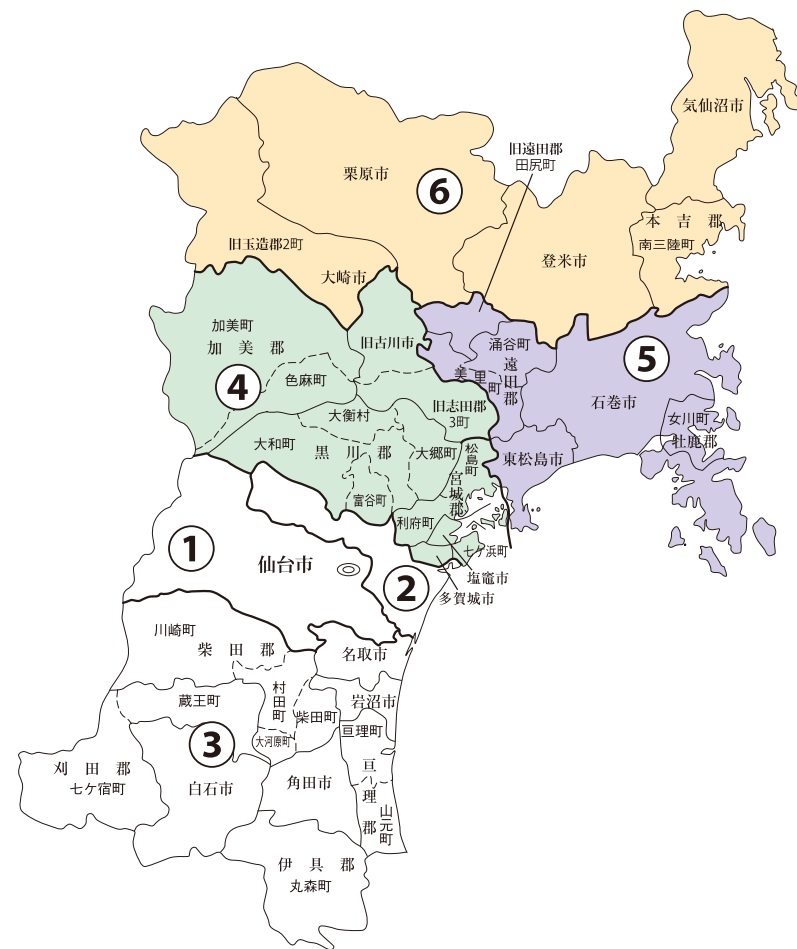 気仙沼市
旧遠田郡
田尻町
栗原市
6
本吉郡
南三陸町
旧玉造郡2町
登米市
大崎市
加美町
加美郡
旧古川市
涌谷町
5
遠田郡
美里町
4
色麻町
石巻市
旧志田郡
3町
大衡村
女川町
牡鹿郡
大和町
黒川郡
大郷町
松島町
東松島市
宮城郡
富谷町
利府町
1
七ケ浜町
仙台市
塩竈市
2
多賀城市
川崎町
柴田郡
名取市
村田町
蔵王町
岩沼市
柴田町
亘理町
3
大河原町
刈田郡
七ケ宿町
白石市
角田市
亘理郡
山元町
伊具郡
丸森町